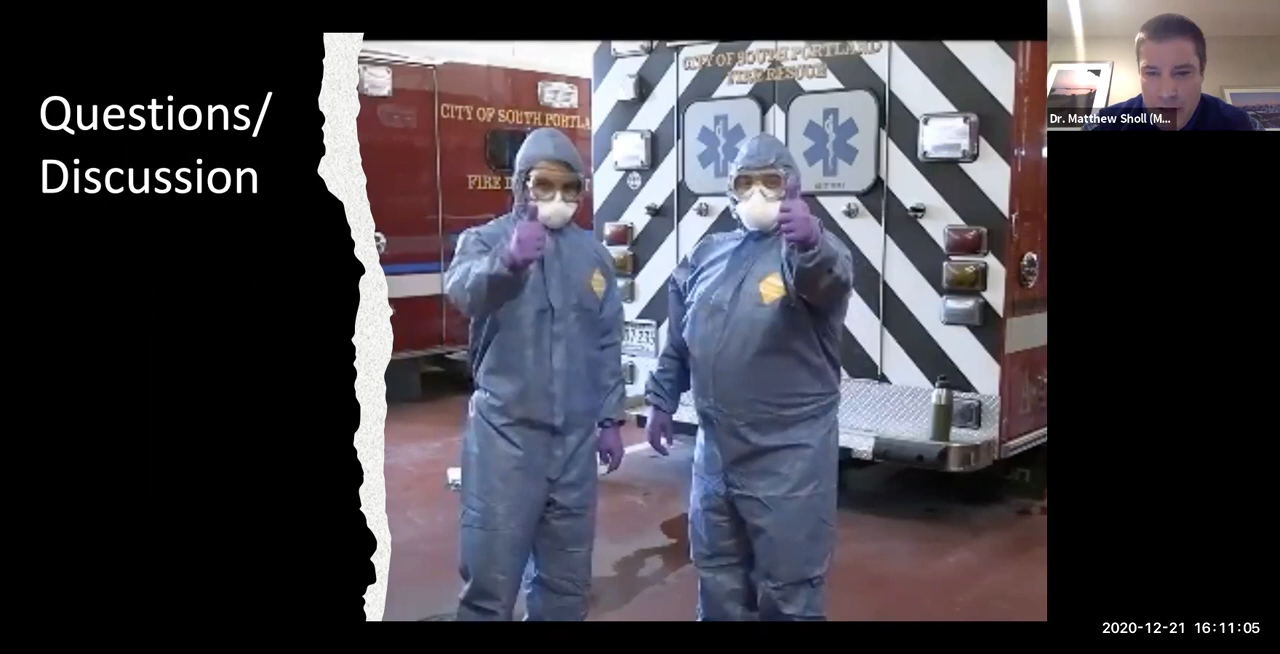 Questions/
Discussion
CITY OF SOUTH PORTLA
FIRE D
CITY OF SOUTH PORTLAND
FIRE RESCUE
Dr. Matthew Sholl (M...
2020-12-21 16:11:05